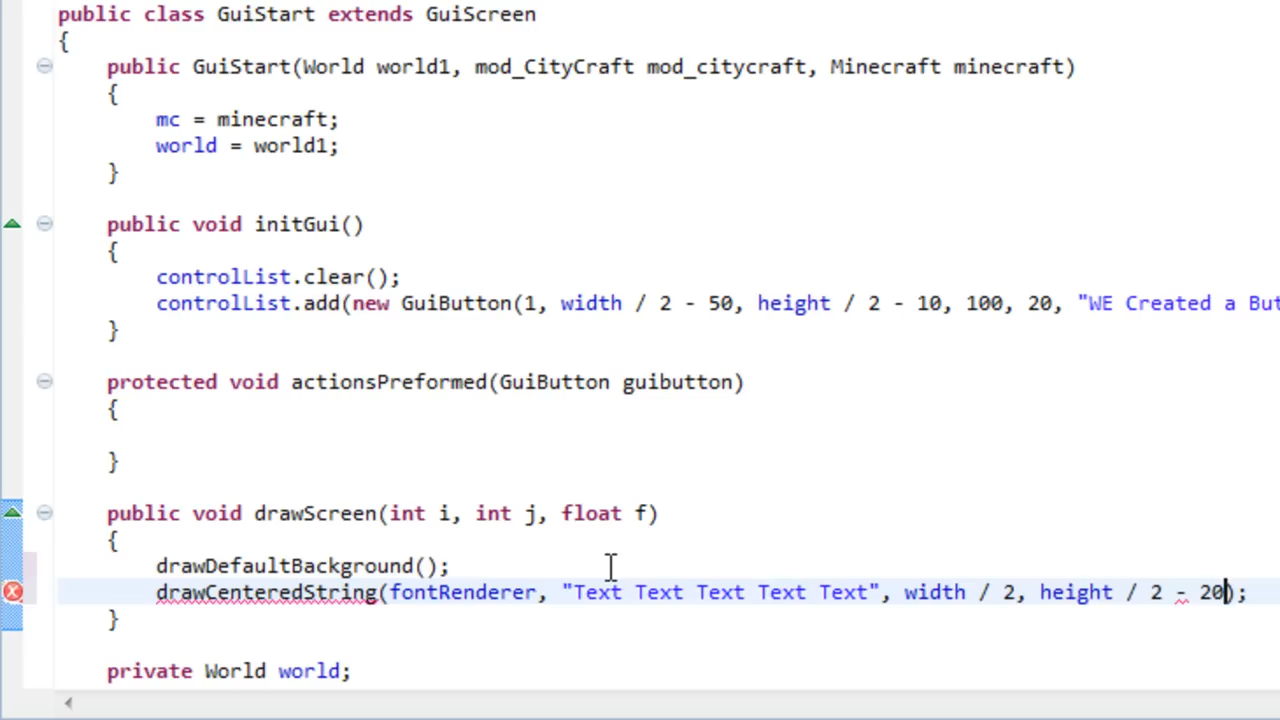 public class GuiStart extends GuiScreen
{
public GuiStart(World world1, mod_CityCraft mod_citycraft, Minecraft minecraft)
{
mc = minecraft;
world = world1;
}
public void initGui()
{
controlList.clear();
controlList.add(new GuiButton(1, width / 2 - 50, height / 2 - 10, 100, 20, "WE Created a But
}
protected void actionsPreformed(GuiButton guibutton)
{
}
public void drawScreen(int i, int j, float f)
{
drawDefaultBackground();
drawCenteredString(fontRenderer, "Text Text Text Text Text", width / 2, height / 2 - 20);
}
private World world;